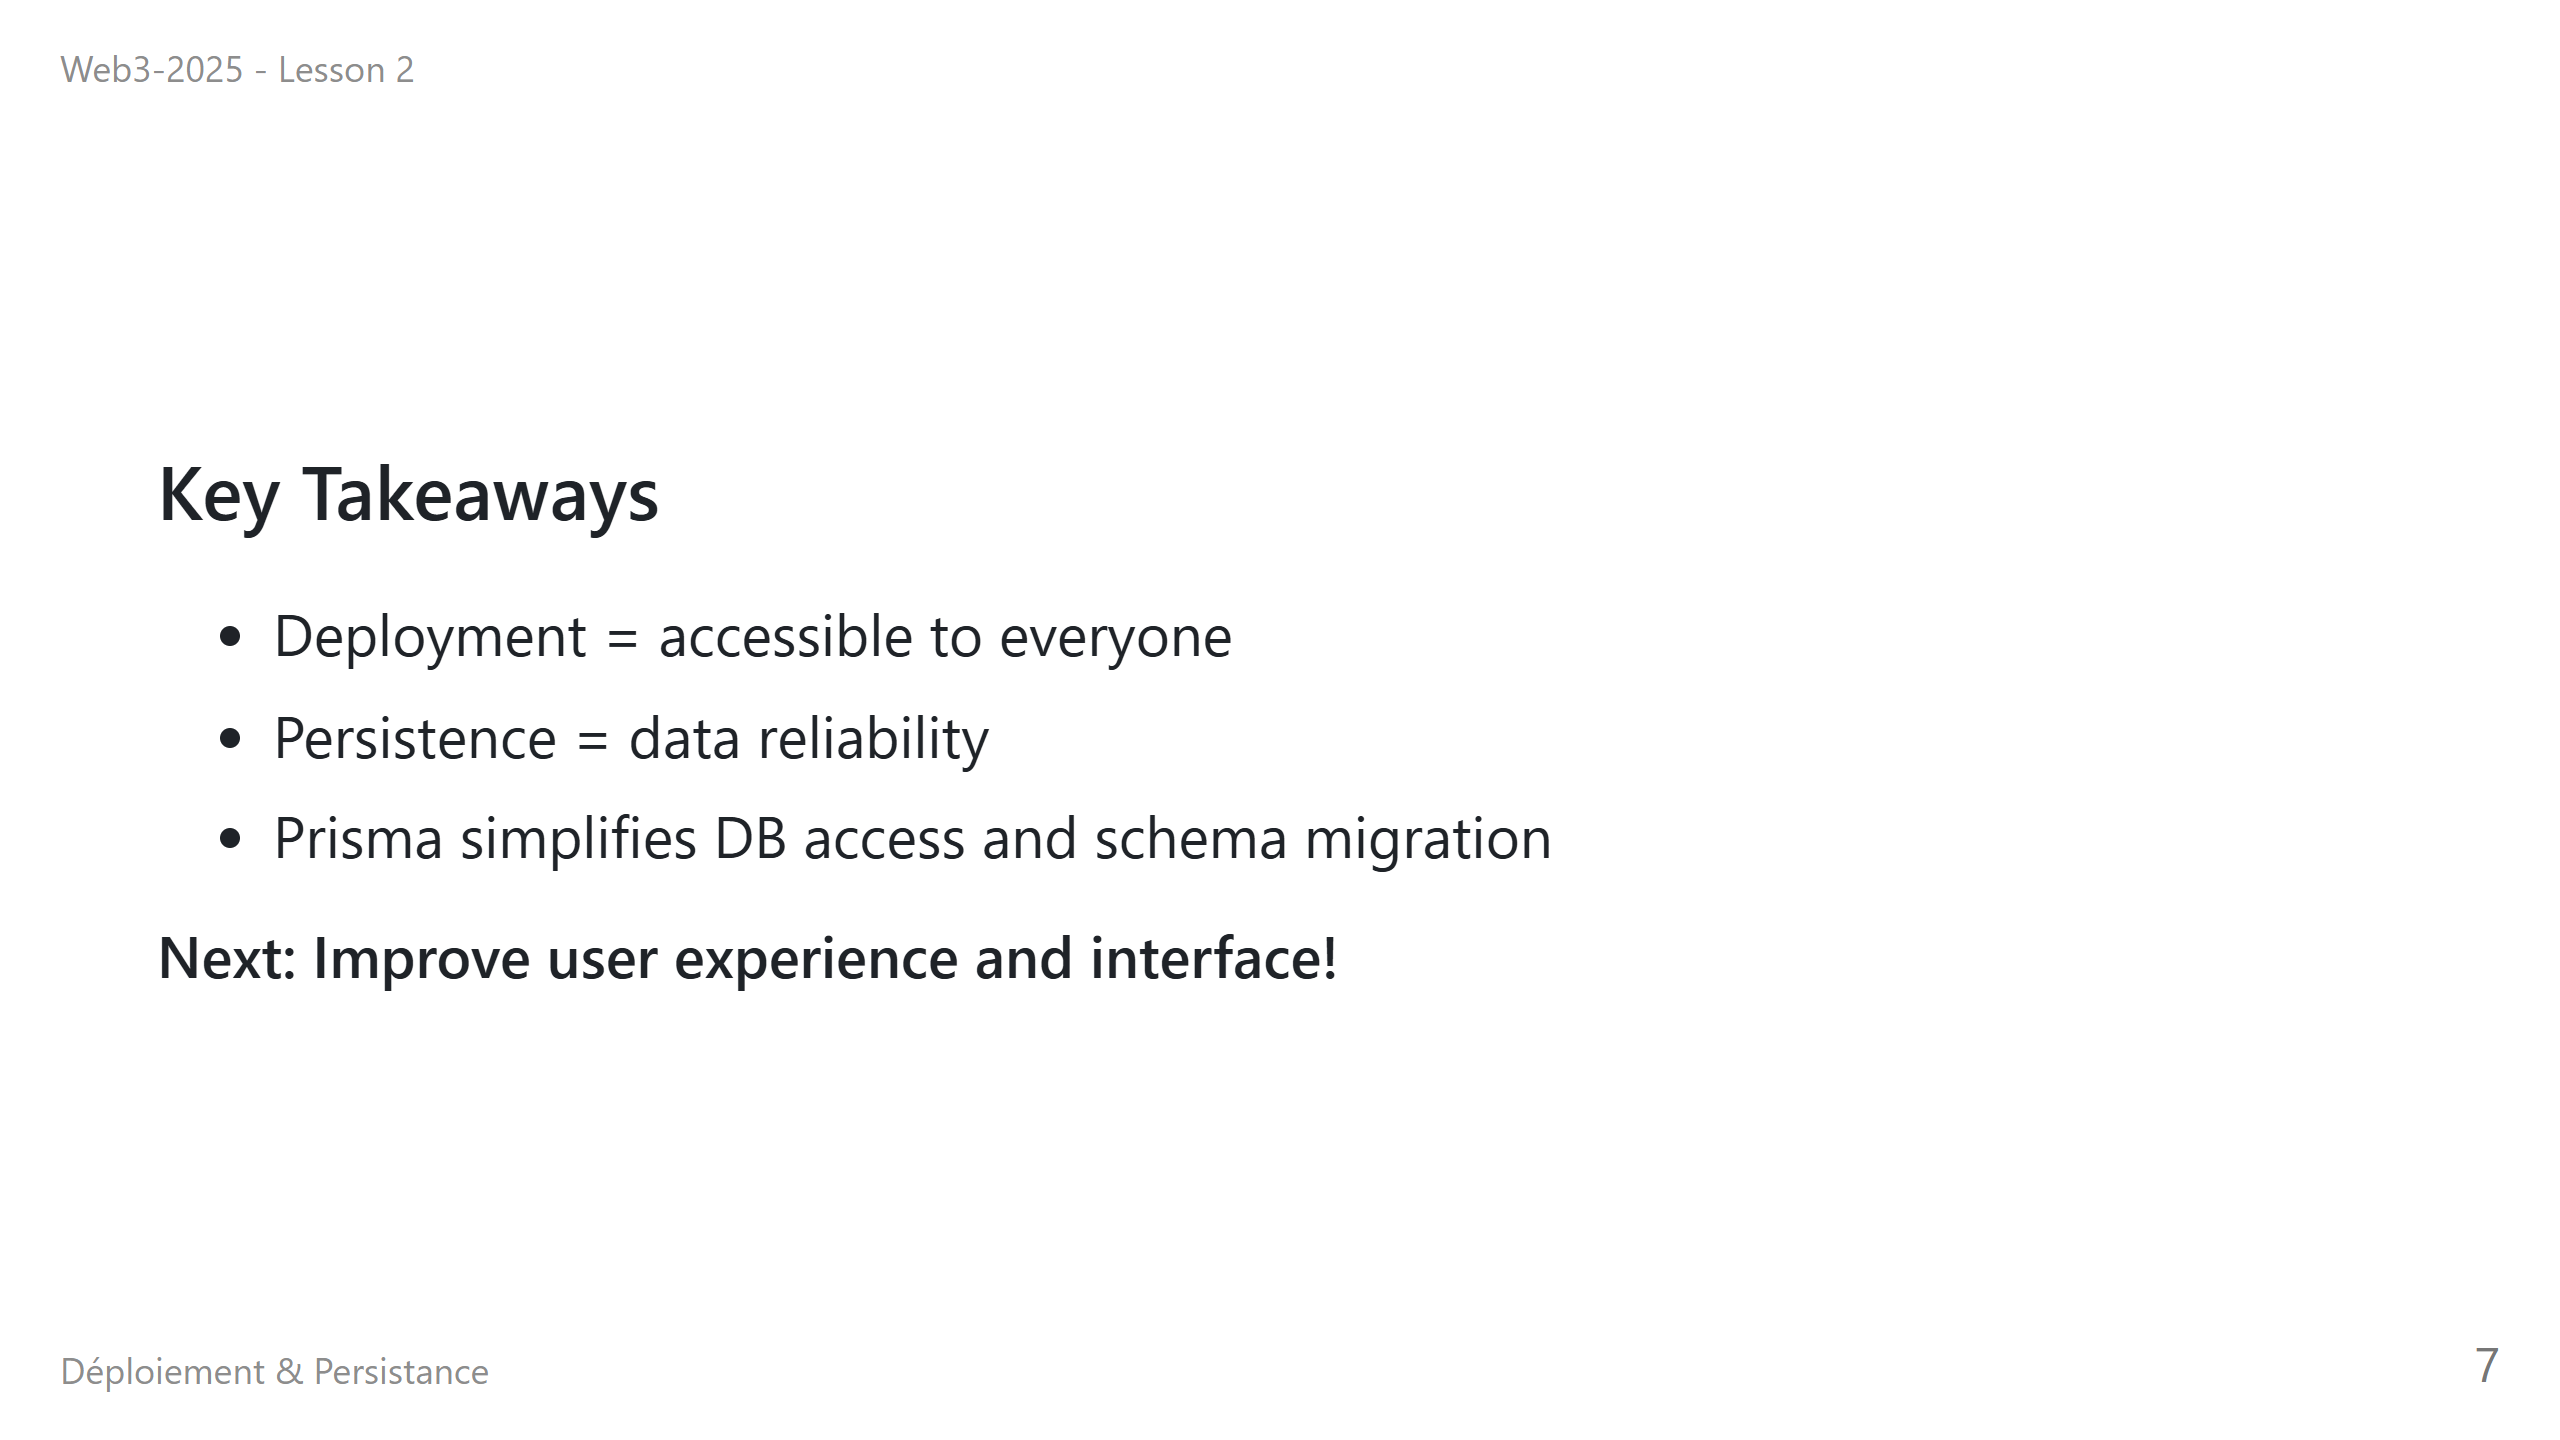 Web3-2025 - Lesson 2
Key Takeaways
• Deployment = accessible to everyone
• Persistence = data reliability
• Prisma simplifies DB access and schema migration
Next: Improve user experience and interface!
Déploiement & Persistance
7